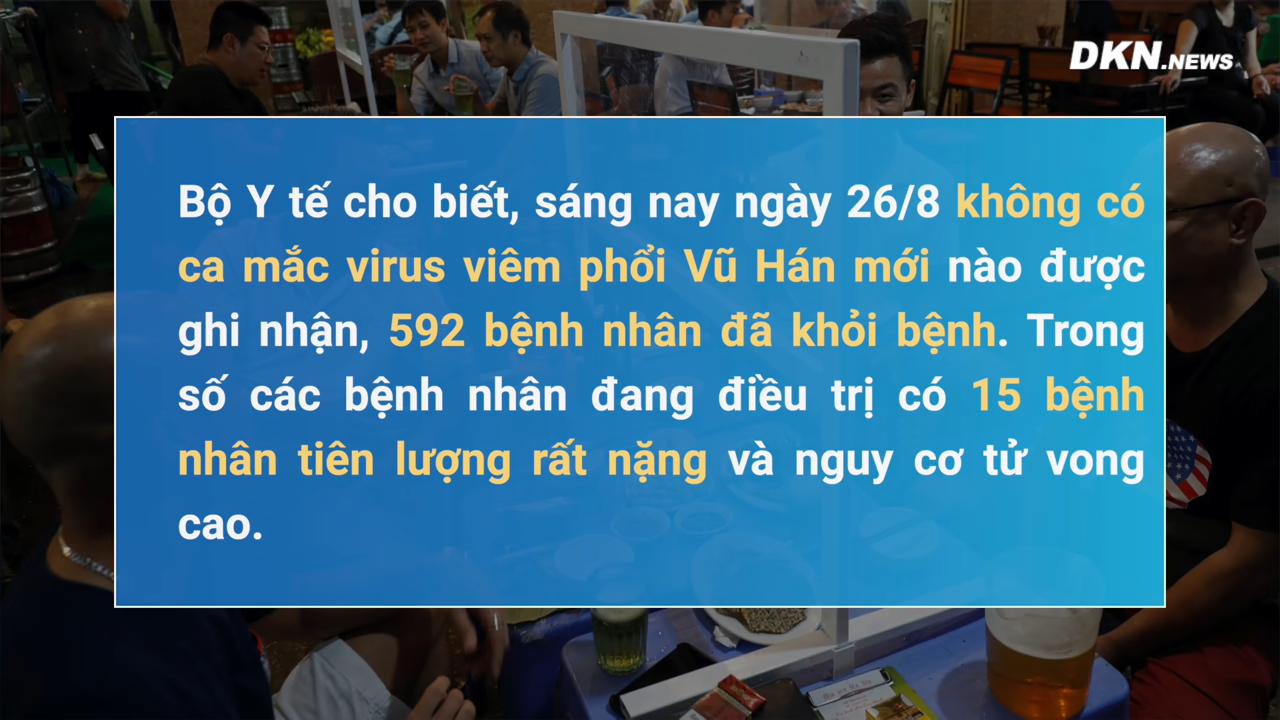 DKN.NEWS
Bộ Y tế cho biết, sáng nay ngày 26/8 không có
ca mắc virus viêm phổi Vũ Hán mới nào được
ghi nhận, 592 bệnh nhân đã khỏi bệnh. Trong
số các bệnh nhân đang điều trị có 15 bệnh
nhân tiên lượng rất nặng và nguy cơ tử vong
cao.